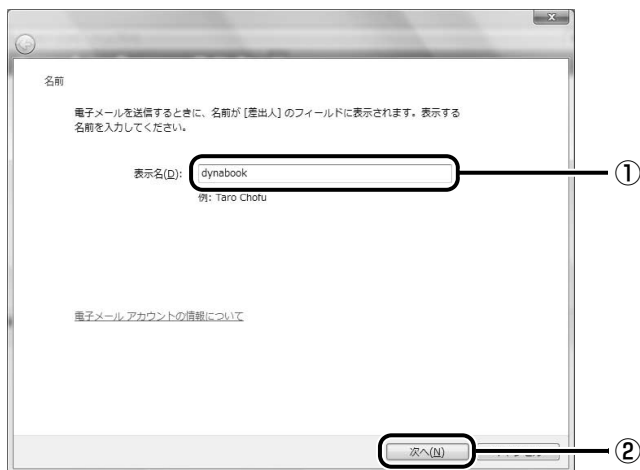 名前
電子メールを送信するときに、名前が [差出人] のフィールドに表示されます。表示する
名前を入力してください。
表示名(D): dynabook
①
例: Taro Chofu
電子メール アカウントの情報について
次へ(N)
②